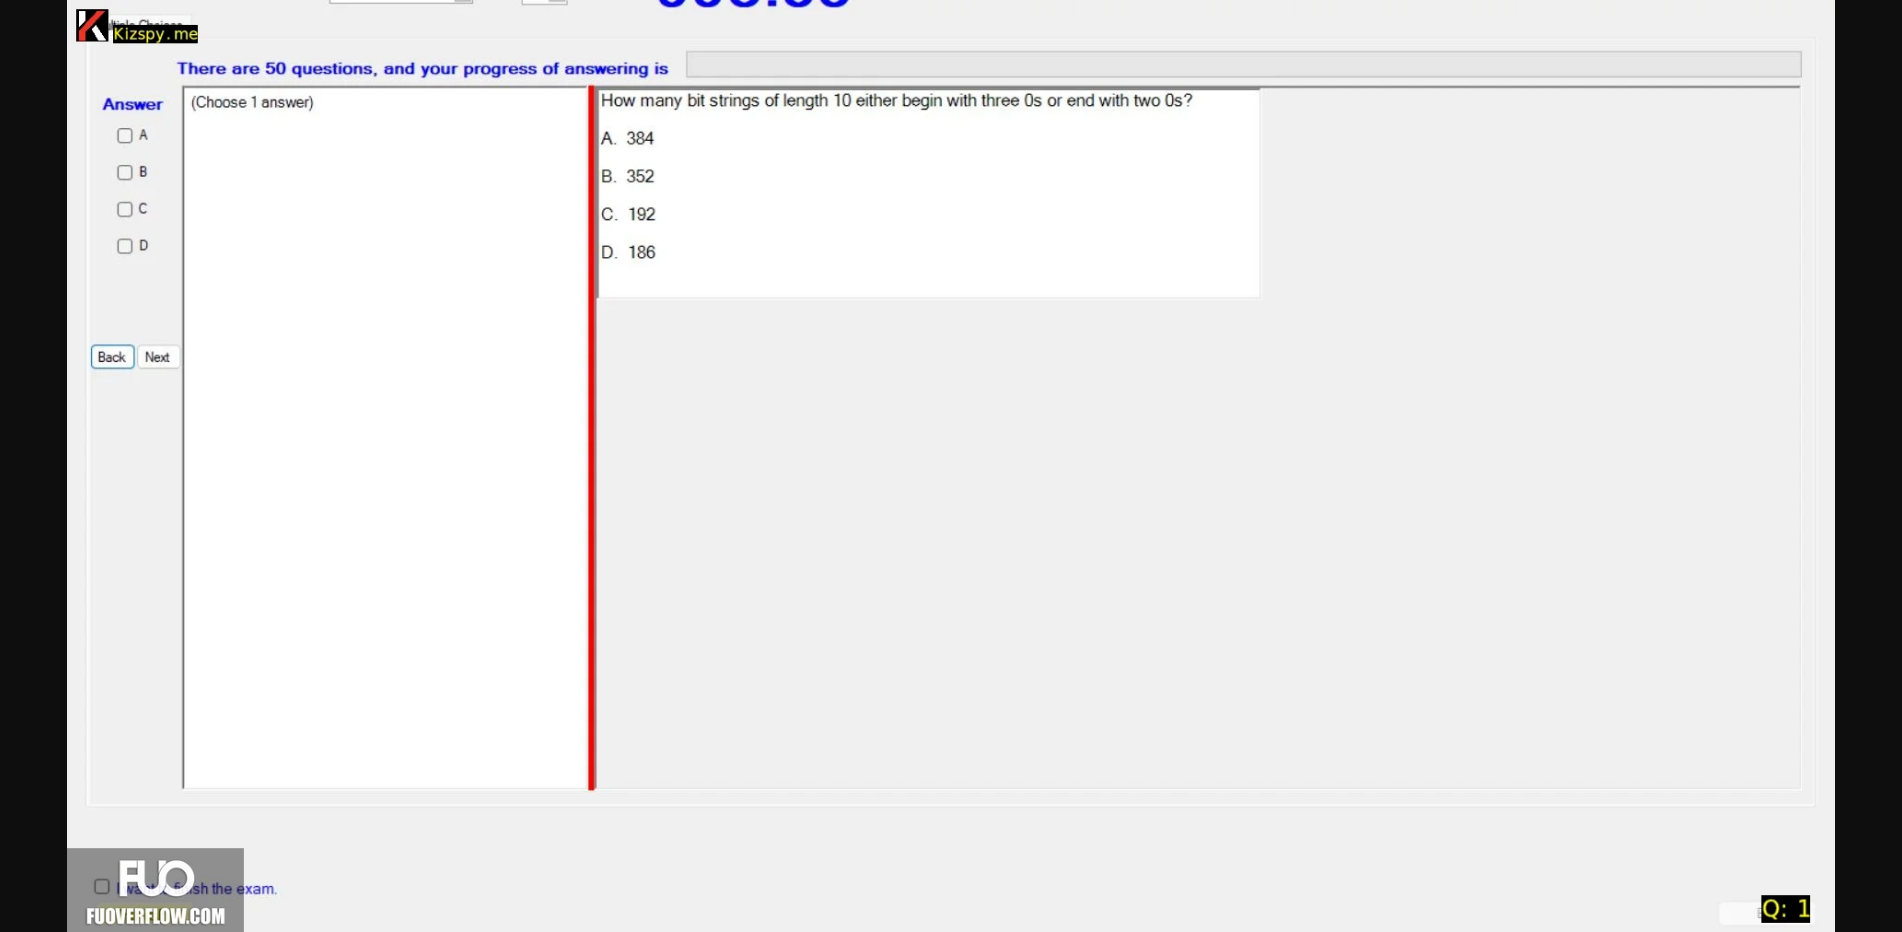 Kizspy.me
There are 50 questions, and your progress of answering is
Answer
(Choose 1 answer)
A
B
C
D
Back
Next
How many bit strings of length 10 either begin with three 0s or end with two 0s?
A. 384
B. 352
C. 192
D. 186
finish the exam.
FUO
FUOVERFLOW.COM
Q: 1